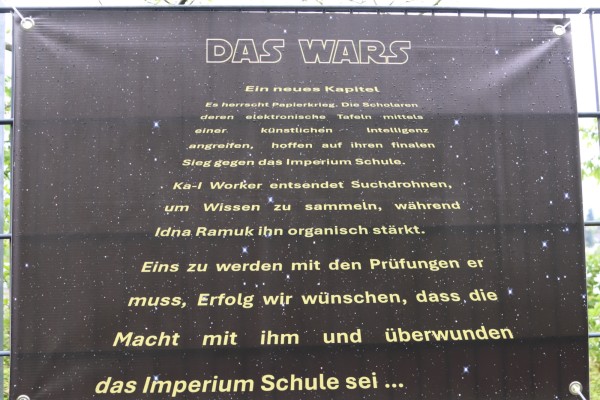 DAS WARS
Ein neues Kapitel
Es herrscht Papierkrieg. Die Scholaren
deren elektronische Tafeln mittels
einer künstlichen Intelligenz
angreifen, hoffen auf ihren finalen
Sieg gegen das Imperium Schule.
Ka-I Worker entsendet Suchdrohnen,
um Wissen zu sammeln, während
Idna Ramuk ihn organisch stärkt.
Eins zu werden mit den Prüfungen er
muss, Erfolg wir wünschen, dass die
Macht mit ihm und überwunden
das Imperium Schule sei ...